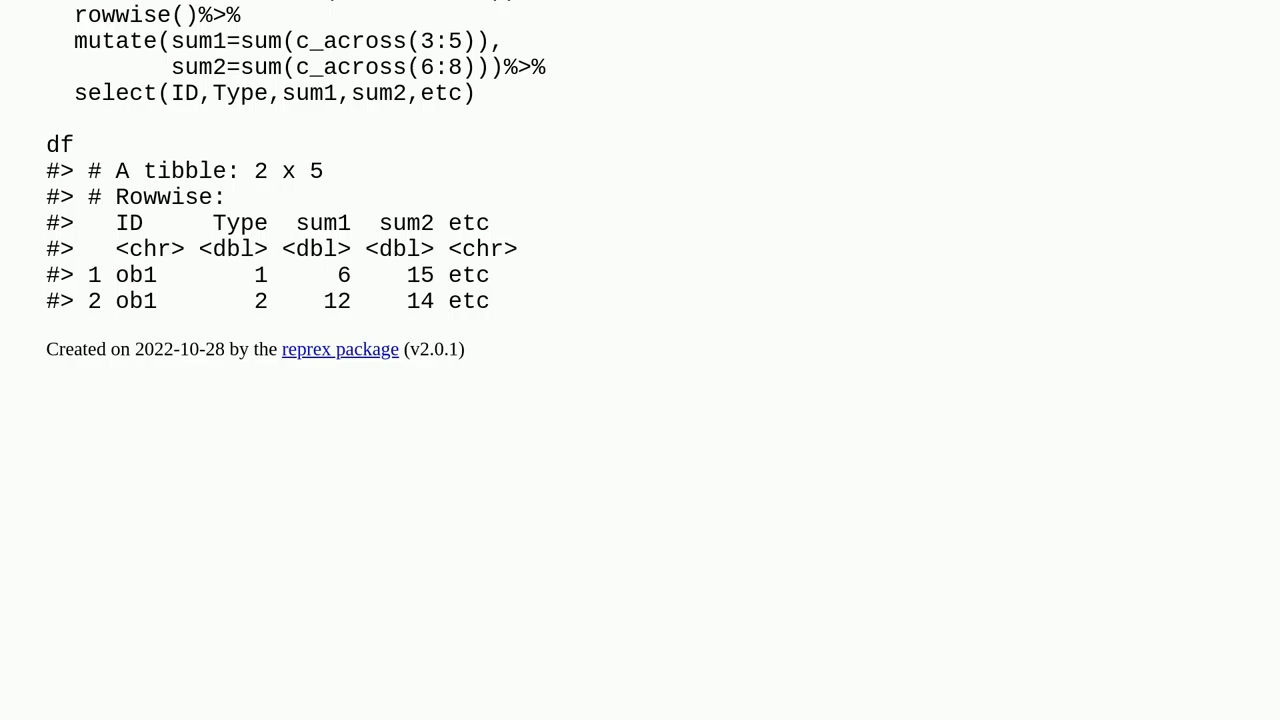 rowwise()%>%
mutate(sum1=sum(c_across(3:5)),
sum2=sum(c_across(6:8)))%>%
select(ID,Type,sum1,sum2,etc)
df
#> # A tibble: 2 x 5
#> # Rowwise:
#>   ID     Type  sum1  sum2 etc
#>   <chr> <dbl> <dbl> <dbl> <chr>
#> 1 ob1       1     6    15 etc
#> 2 ob1       2    12    14 etc
Created on 2022-10-28 by the reprex package (v2.0.1)